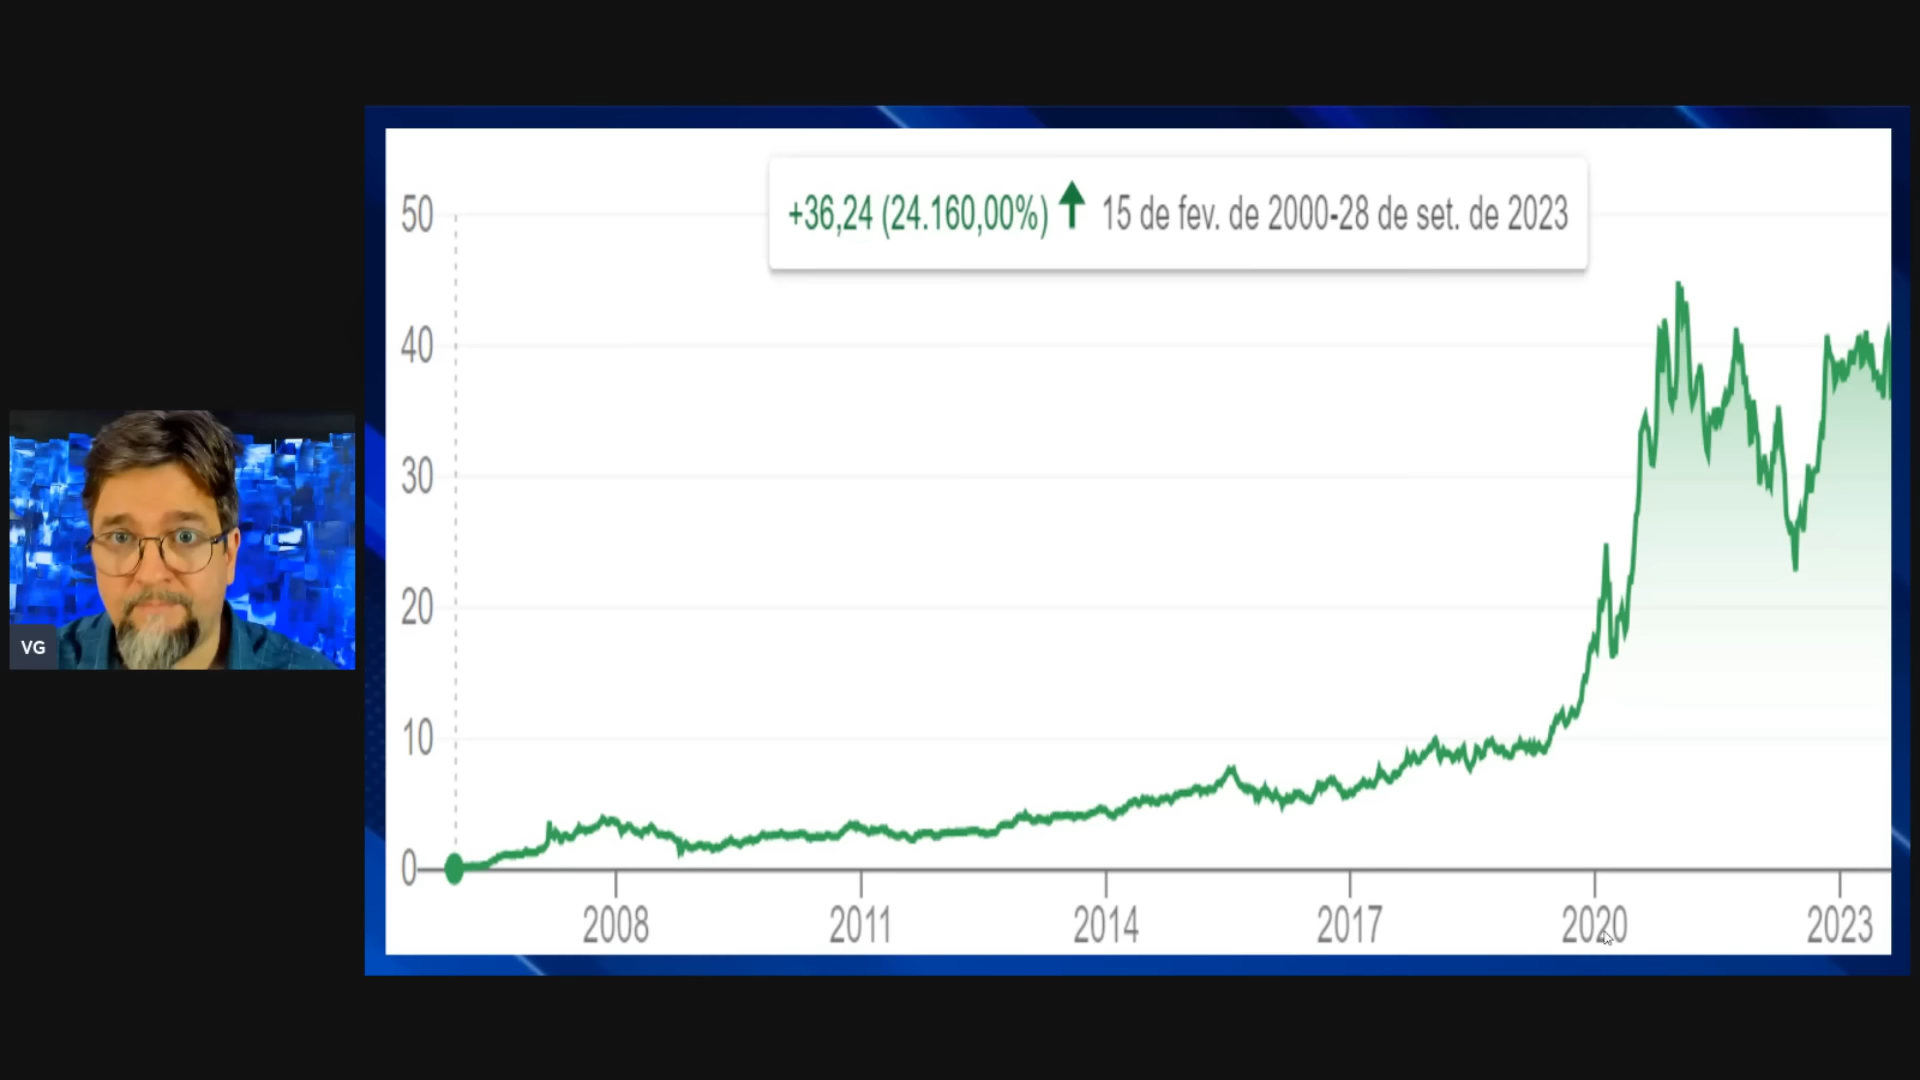 +36,24 (24.160,00%) 15 de fev. de 2000-28 de set. de 2023
50
40
30
20
10
0
2008 2011 2014 2017 2020 2023
VG